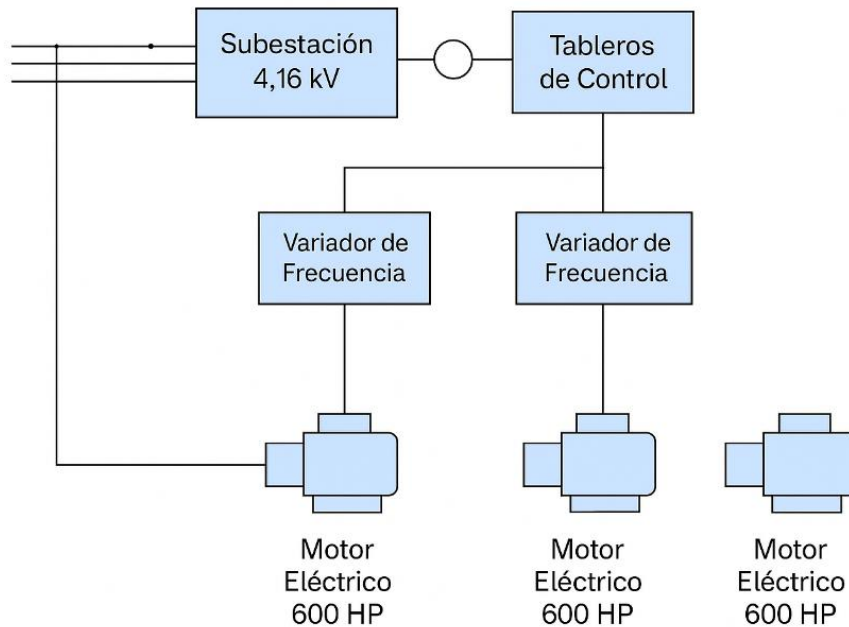 Subestación
4,16 kV
Tableros
de Control
Variador de
Frecuencia
Variador de
Frecuencia
Motor
Eléctrico
600 HP
Motor
Eléctrico
600 HP
Motor
Eléctrico
600 HP